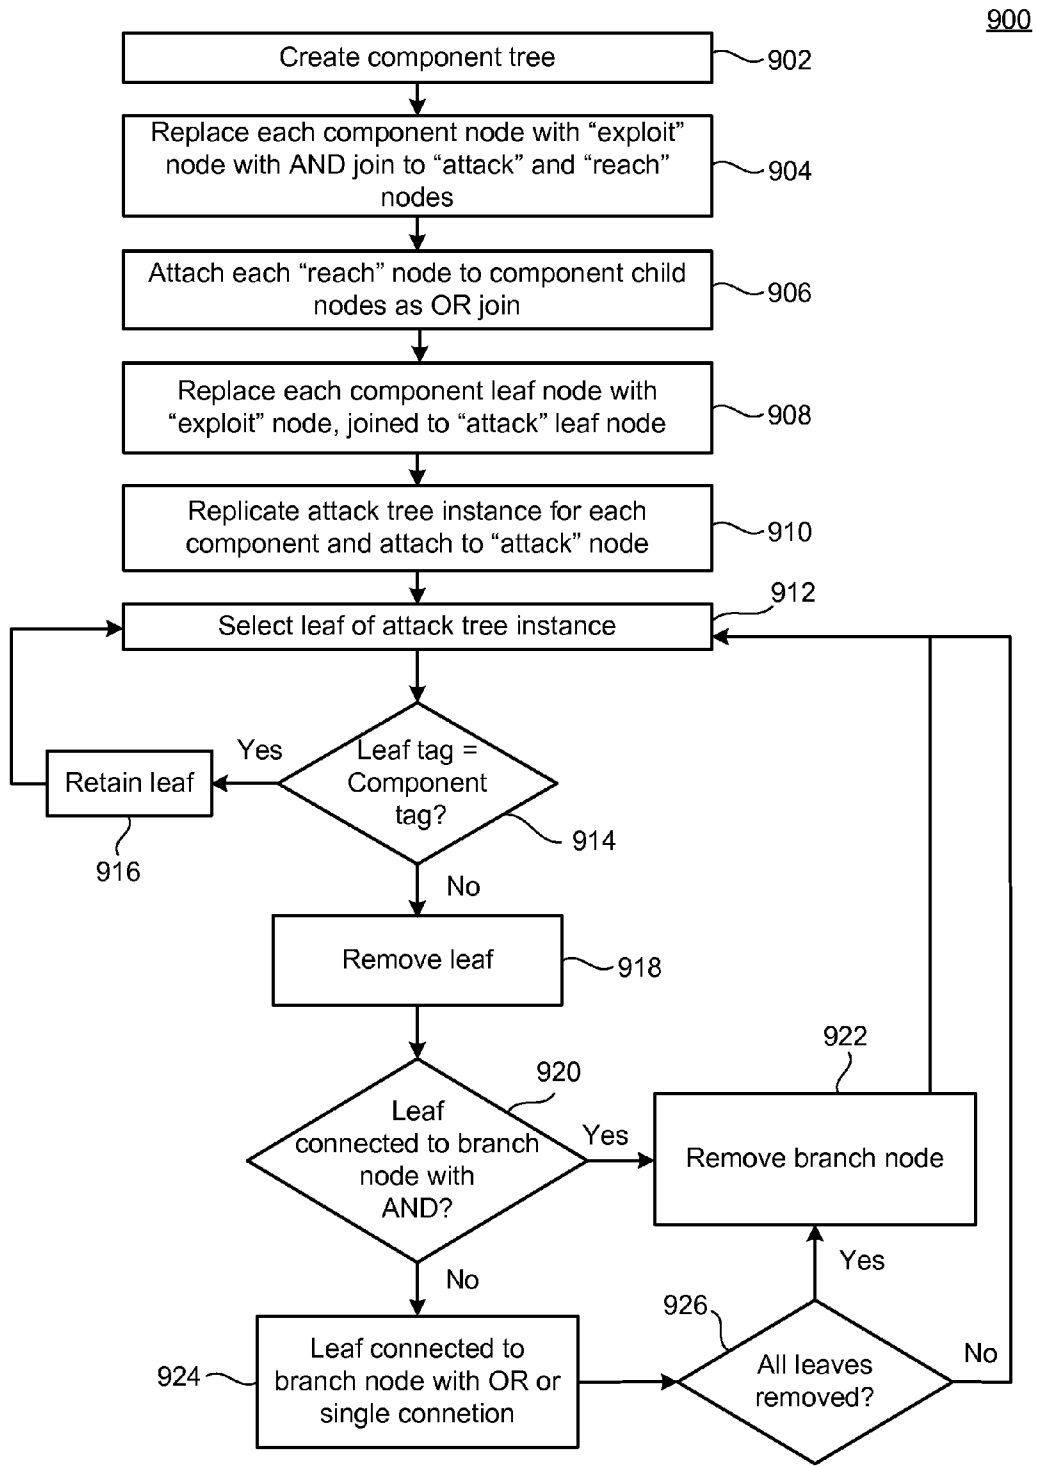 900
Create component tree
902
Replace each component node with “exploit”
node with AND join to “attack” and “reach”
nodes
904
Attach each “reach” node to component child
nodes as OR join
906
Replace each component leaf node with
“exploit” node, joined to “attack” leaf node
908
Replicate attack tree instance for each
component and attach to “attack” node
910
912
Select leaf of attack tree instance
Yes
Leaf tag =
Component
tag?
Retain leaf
914
916
No
Remove leaf
918
920
922
Leaf
connected to branch
node with
AND?
Yes
Remove branch node
No
Yes
926
924
Leaf connected to
branch node with OR or
single connetion
All leaves
removed?
No